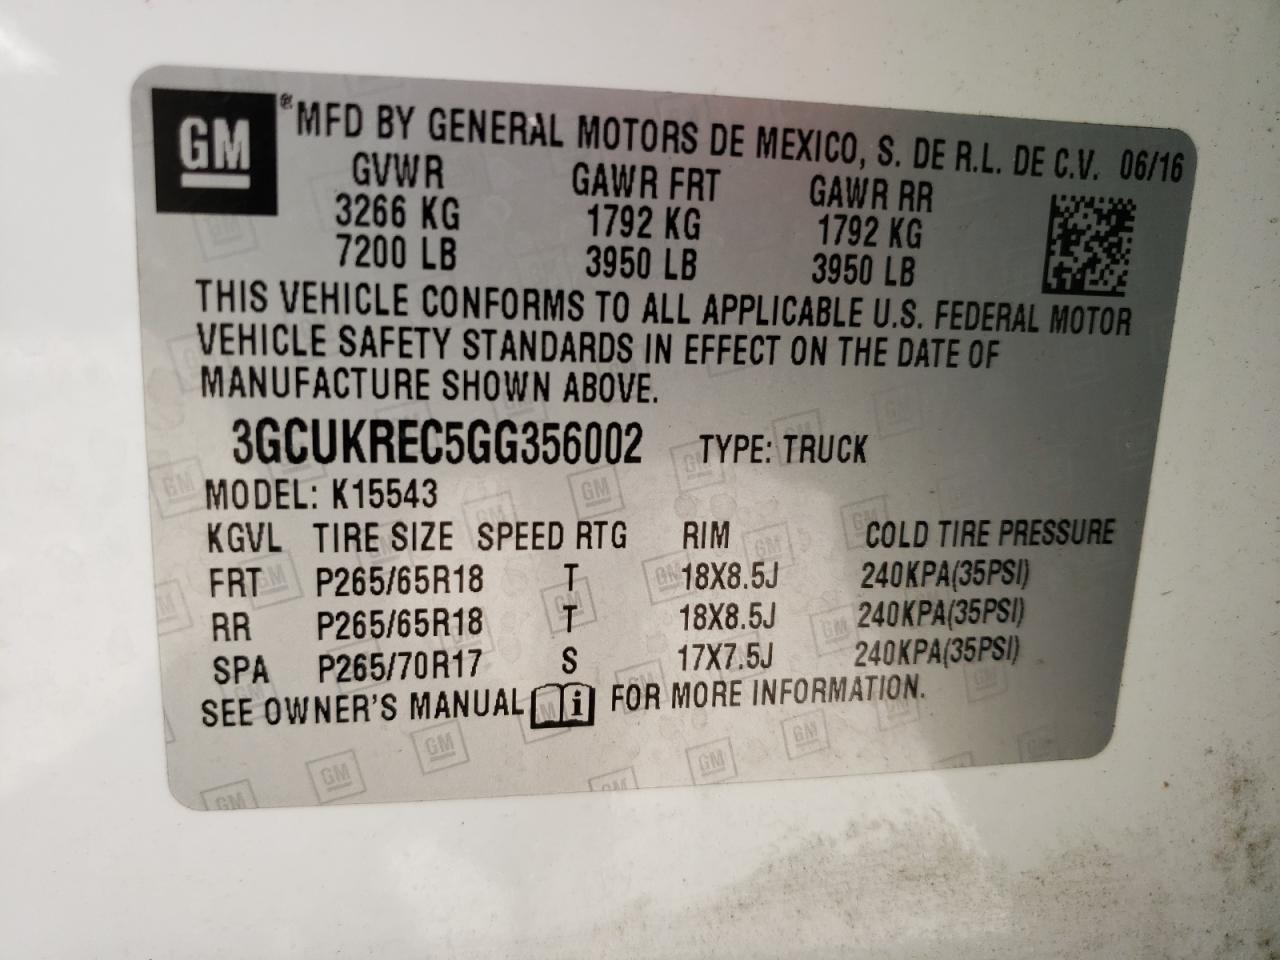 GM ® MFD BY GENERAL MOTORS DE MEXICO, S. DE R.L. DE C.V. 06/16
GVWR GAWR FRT GAWR RR
3266 KG 1792 KG 1792 KG
7200 LB 3950 LB 3950 LB
THIS VEHICLE CONFORMS TO ALL APPLICABLE U.S. FEDERAL MOTOR
VEHICLE SAFETY STANDARDS IN EFFECT ON THE DATE OF
MANUFACTURE SHOWN ABOVE.
3GCUKREC5GG356002 TYPE: TRUCK
MODEL: K15543
KGVL TIRE SIZE SPEED RTG RIM COLD TIRE PRESSURE
FRT P265/65R18 T 18X8.5J 240KPA(35PSI)
RR P265/65R18 T 18X8.5J 240KPA(35PSI)
SPA P265/70R17 S 17X7.5J 240KPA(35PSI)
SEE OWNER'S MANUAL i FOR MORE INFORMATION.